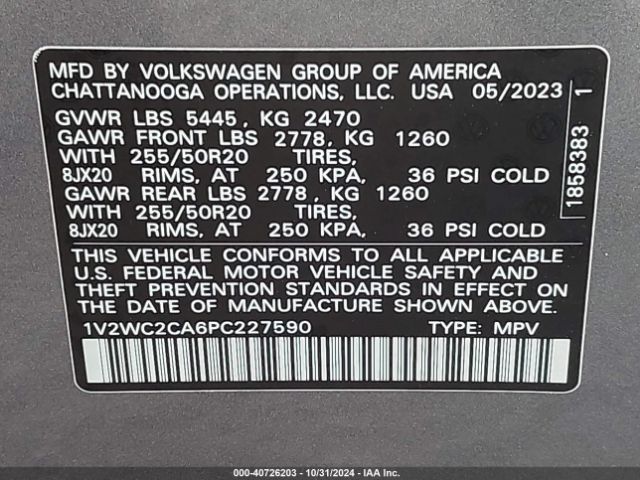 MFD BY VOLKSWAGEN GROUP OF AMERICA
CHATTANOOGA OPERATIONS, LLC. USA 05/2023
GVWR LBS 5445, KG 2470
GAWR FRONT LBS 2778, KG 1260
WITH 255/50R20 TIRES,
8JX20 RIMS, AT 250 KPA, 36 PSI COLD
GAWR REAR LBS 2778, KG 1260
WITH 255/50R20 TIRES,
8JX20 RIMS, AT 250 KPA, 36 PSI COLD
THIS VEHICLE CONFORMS TO ALL APPLICABLE
U.S. FEDERAL MOTOR VEHICLE SAFETY AND
THEFT PREVENTION STANDARDS IN EFFECT ON
THE DATE OF MANUFACTURE SHOWN ABOVE.
1V2WC2CA6PC227590 TYPE: MPV
1858383 1
000-40726203 - 10/31/2024 - IAA Inc.